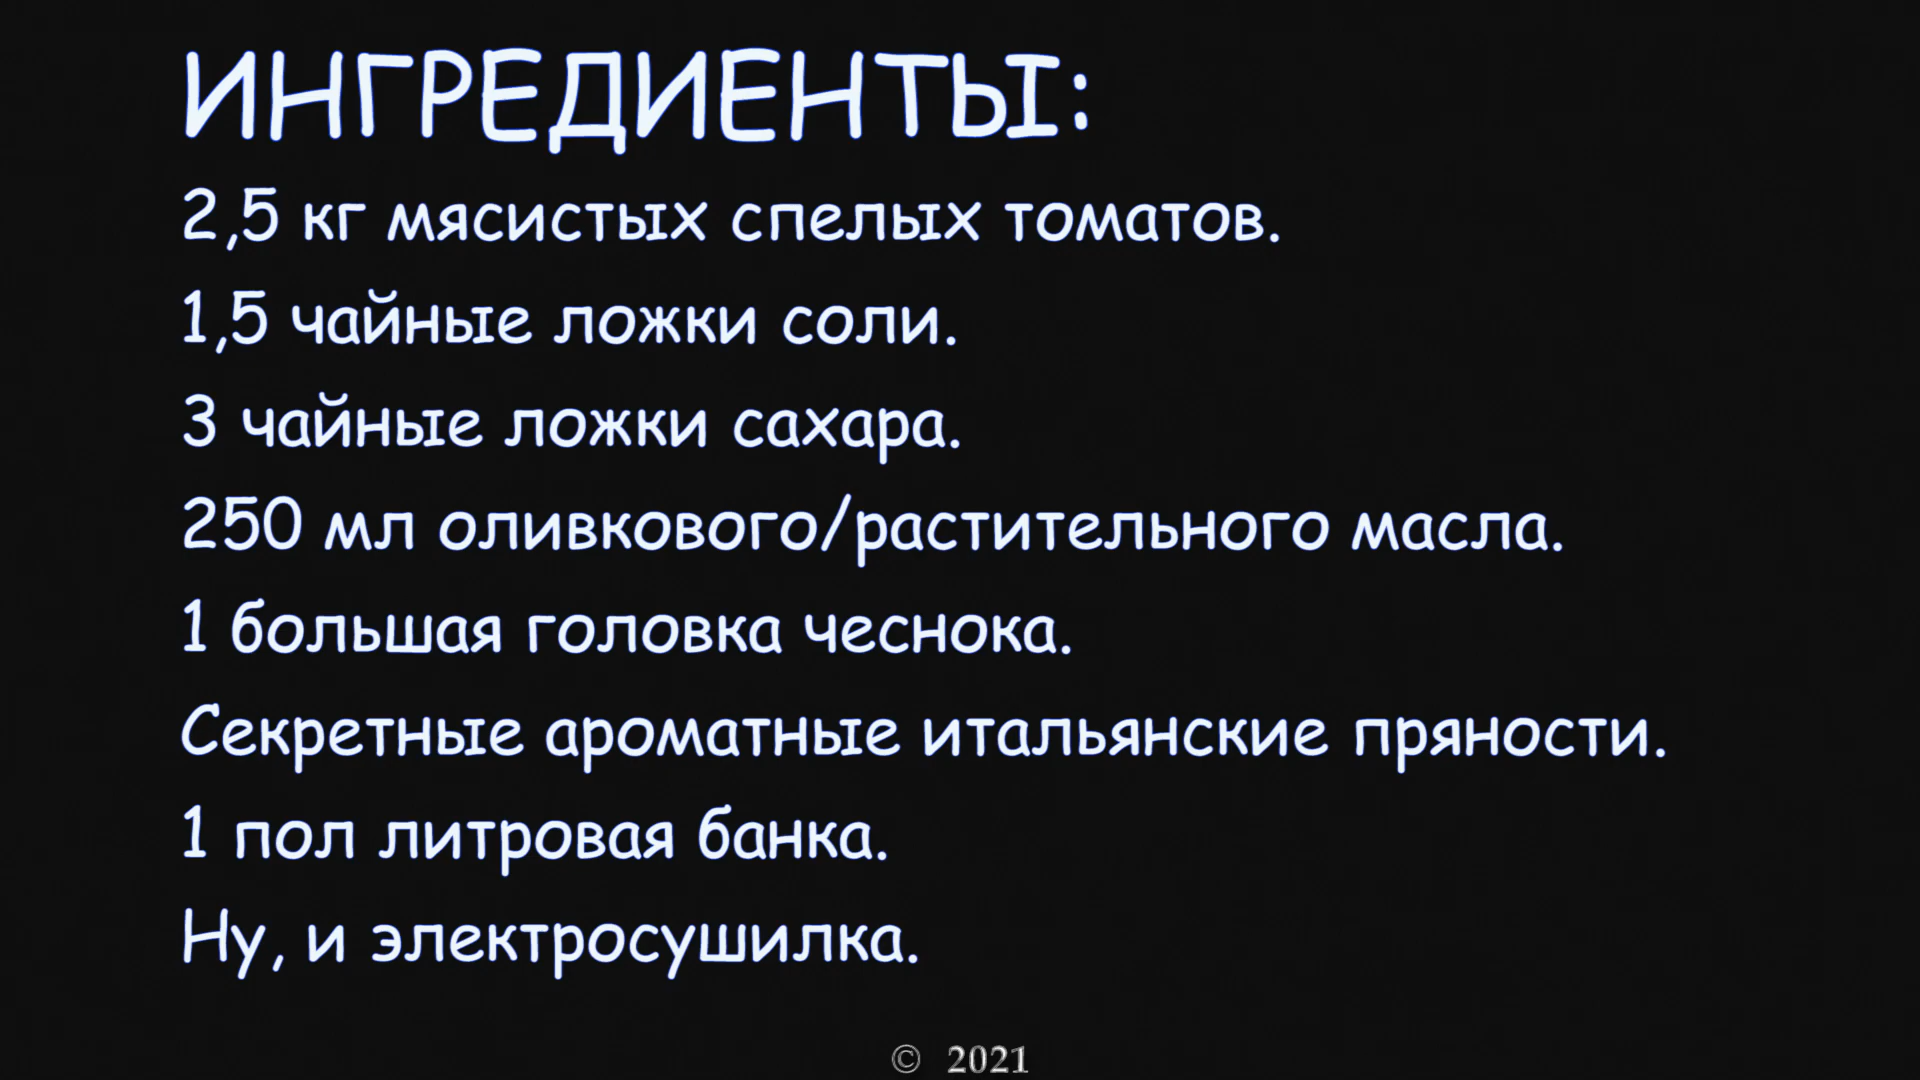 ИНГРЕДИЕНТЫ:
2,5 кг мясистых спелых томатов.
1,5 чайные ложки соли.
3 чайные ложки сахара.
250 мл оливкового/растительного масла.
1 большая головка чеснока.
Секретные ароматные итальянские пряности.
1 пол литровая банка.
Ну, и электросушилка.
© 2021